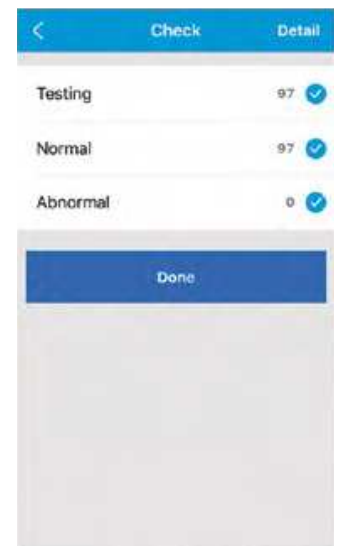 Check Detail
Testing 97
Normal 97
Abnormal 0
Done